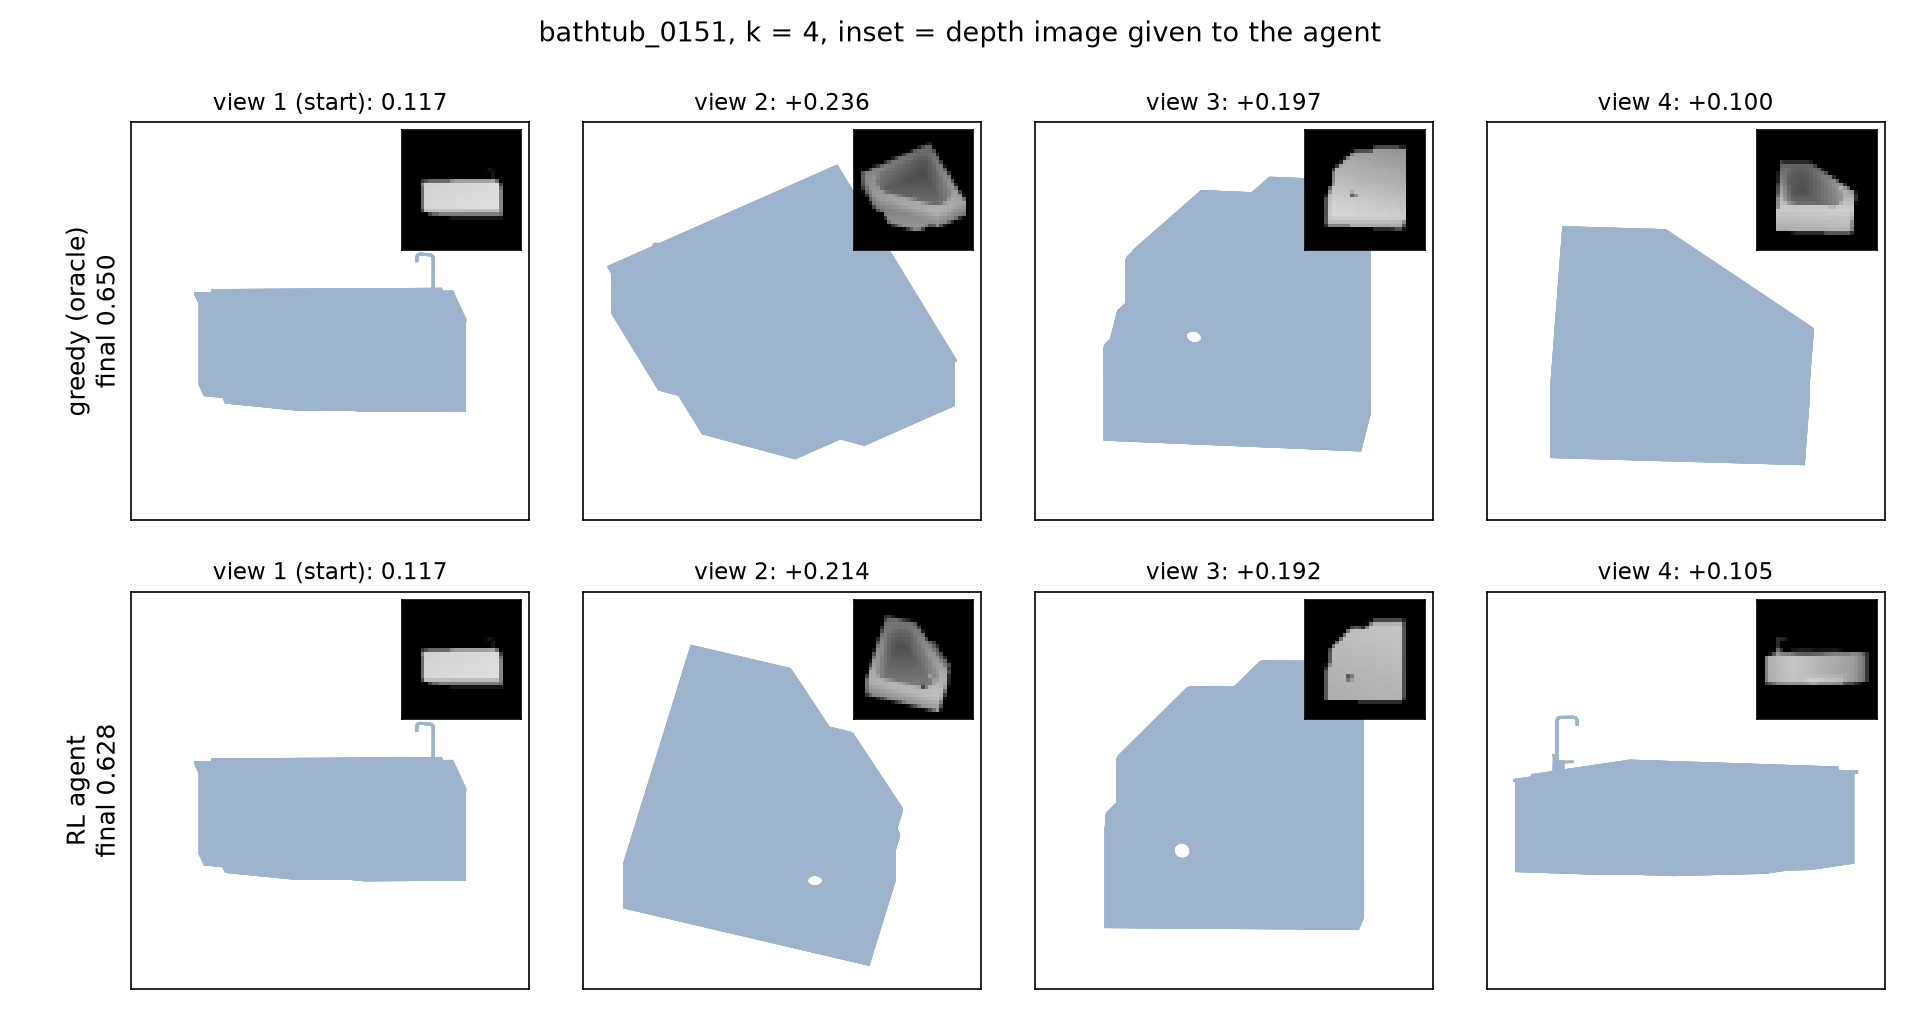 bathtub_0151, k = 4, inset = depth image given to the agent
greedy (oracle)
final 0.650
view 1 (start): 0.117
view 2: +0.236
view 3: +0.197
view 4: +0.100
RL agent
final 0.628
view 1 (start): 0.117
view 2: +0.214
view 3: +0.192
view 4: +0.105